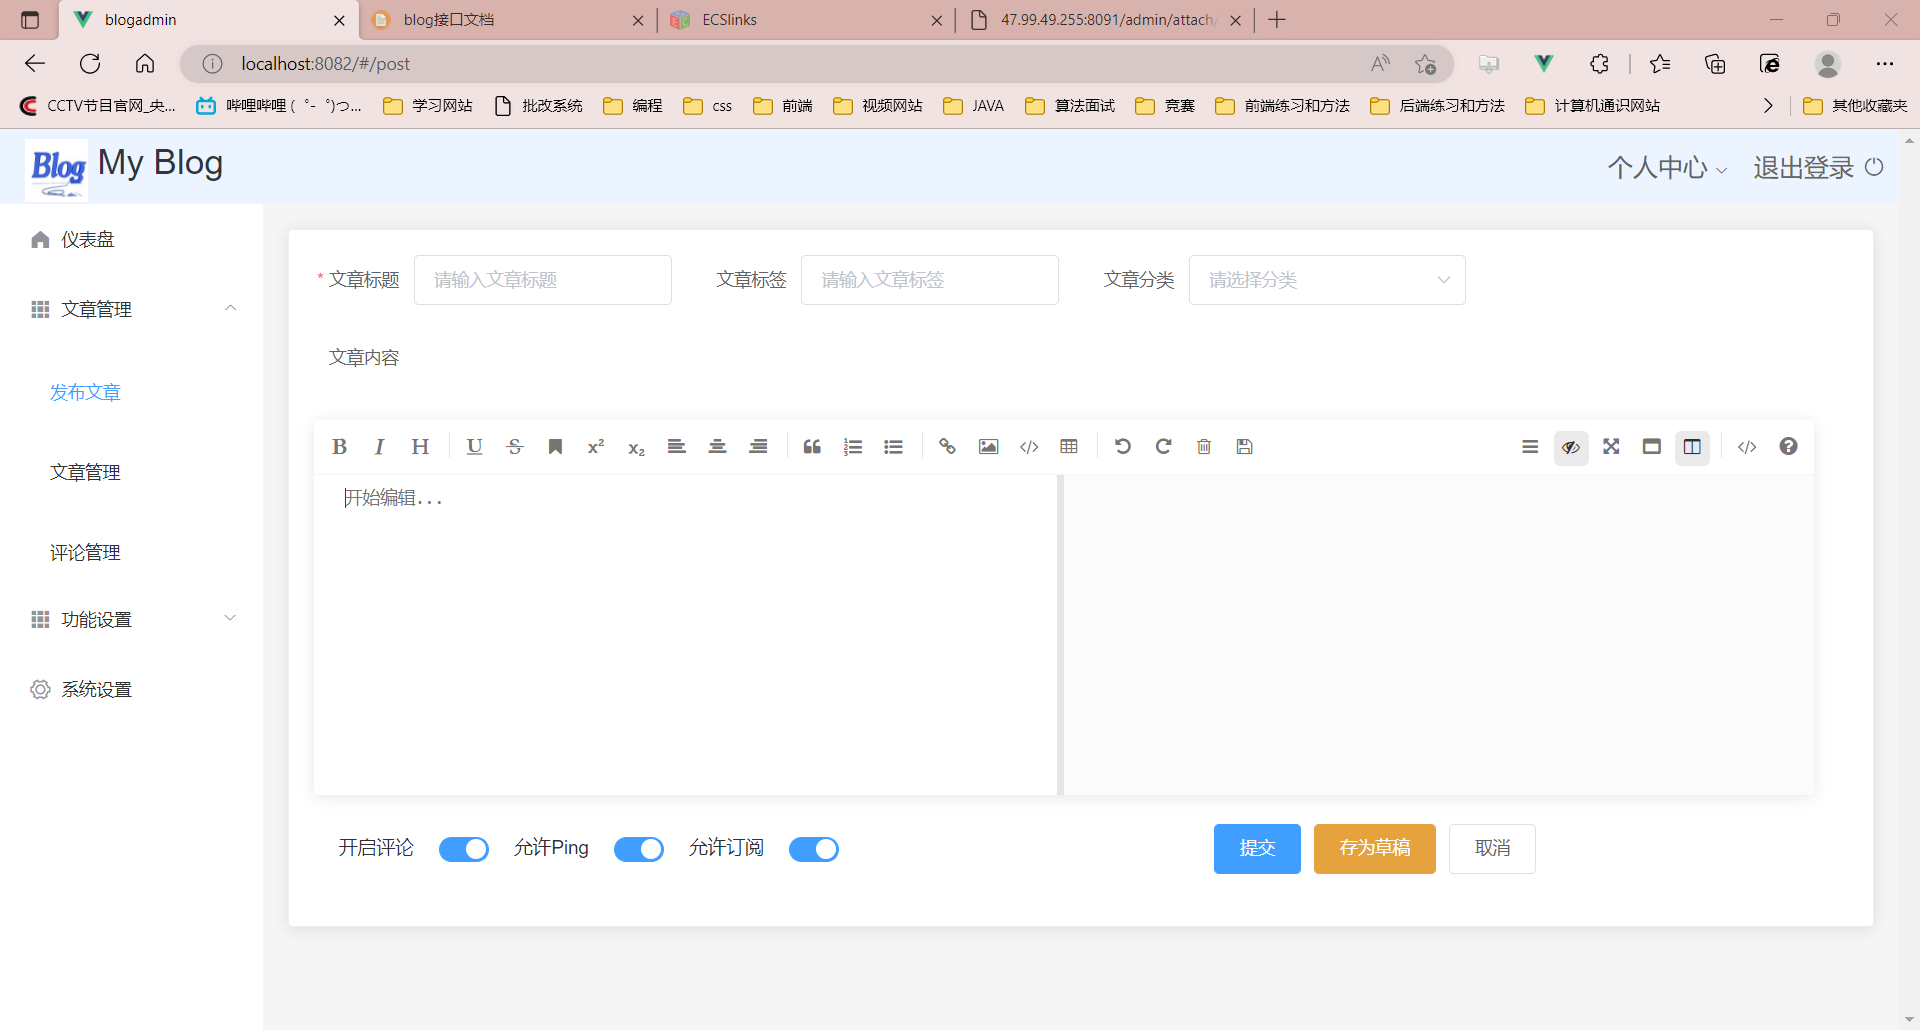 blogadmin
blog接口文档
ECSlinks
47.99.49.255:8091/admin/attach/
localhost:8082/#/post
CCTV节目官网_央...
哔哩哔哩 ( ゜- ゜)つ...
学习网站
批改系统
编程
css
前端
视频网站
JAVA
算法面试
竞赛
前端练习和方法
后端练习和方法
计算机通识网站
其他收藏夹
Blog
My Blog
个人中心
退出登录
仪表盘
文章管理
发布文章
文章管理
评论管理
功能设置
系统设置
* 文章标题 请输入文章标题 文章标签 请输入文章标签 文章分类 请选择分类
文章内容
开始编辑...
开启评论 允许Ping 允许订阅 提交 存为草稿 取消